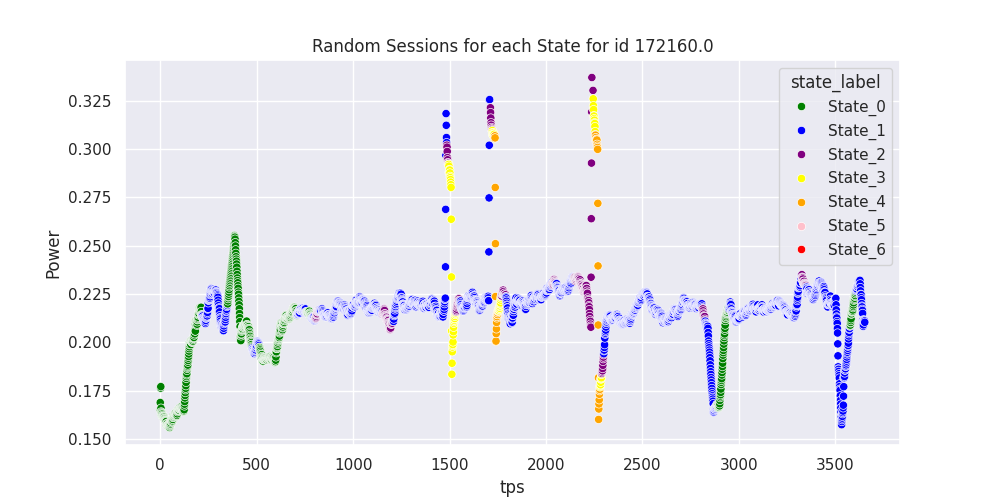 Random Sessions for each State for id 172160.0
state_label
State_0
State_1
State_2
State_3
State_4
State_5
State_6
Power
0.325
0.300
0.275
0.250
0.225
0.200
0.175
0.150
0
500
1000
1500
2000
2500
3000
3500
tps